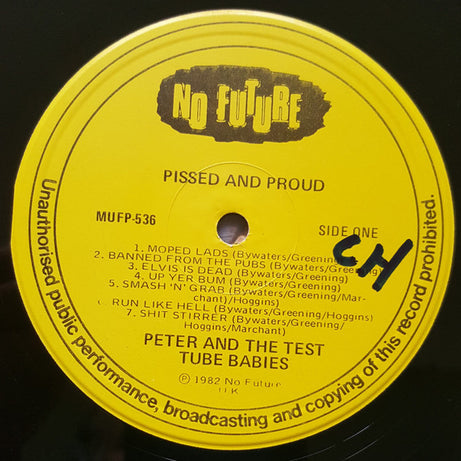 NO FUTURE
PISSED AND PROUD
MUFP-536
SIDE ONE
CH
1. MOPED LADS (Bywaters/Greening)
2. BANNED FROM THE PUBS (Bywaters/Greening)
3. ELVIS IS DEAD (Bywaters/Greening)
4. UP YER BUM (Bywaters/Greening)
5. SMASH 'N' GRAB (Bywaters/Greening/Mar-
chant)/Hoggins)
RUN LIKE HELL (Bywaters/Greening/Hoggins)
7. SHIT STIRRER (Bywaters/Greening/
Hoggins/Marchant)
PETER AND THE TEST
TUBE BABIES
℗ 1982 No Future
U.K
Unauthorised public performance, broadcasting and copying of this record prohibited.